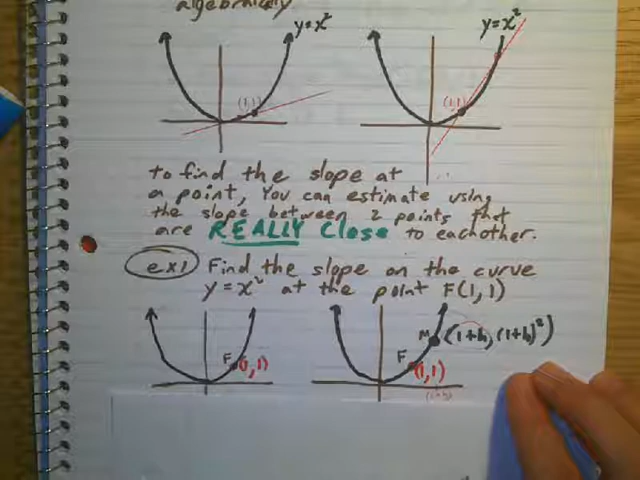 algebraically
y=x²
y=x²
(1,1)
(1,1)
to find the slope at
a point, You can estimate using
the slope between 2 points that
are REALLY Close to eachother.
ex1 Find the slope on the curve
y=x² at the point F(1,1)
M (1+h, (1+h)²)
F (1,1)
F (1,1)
(1+h)